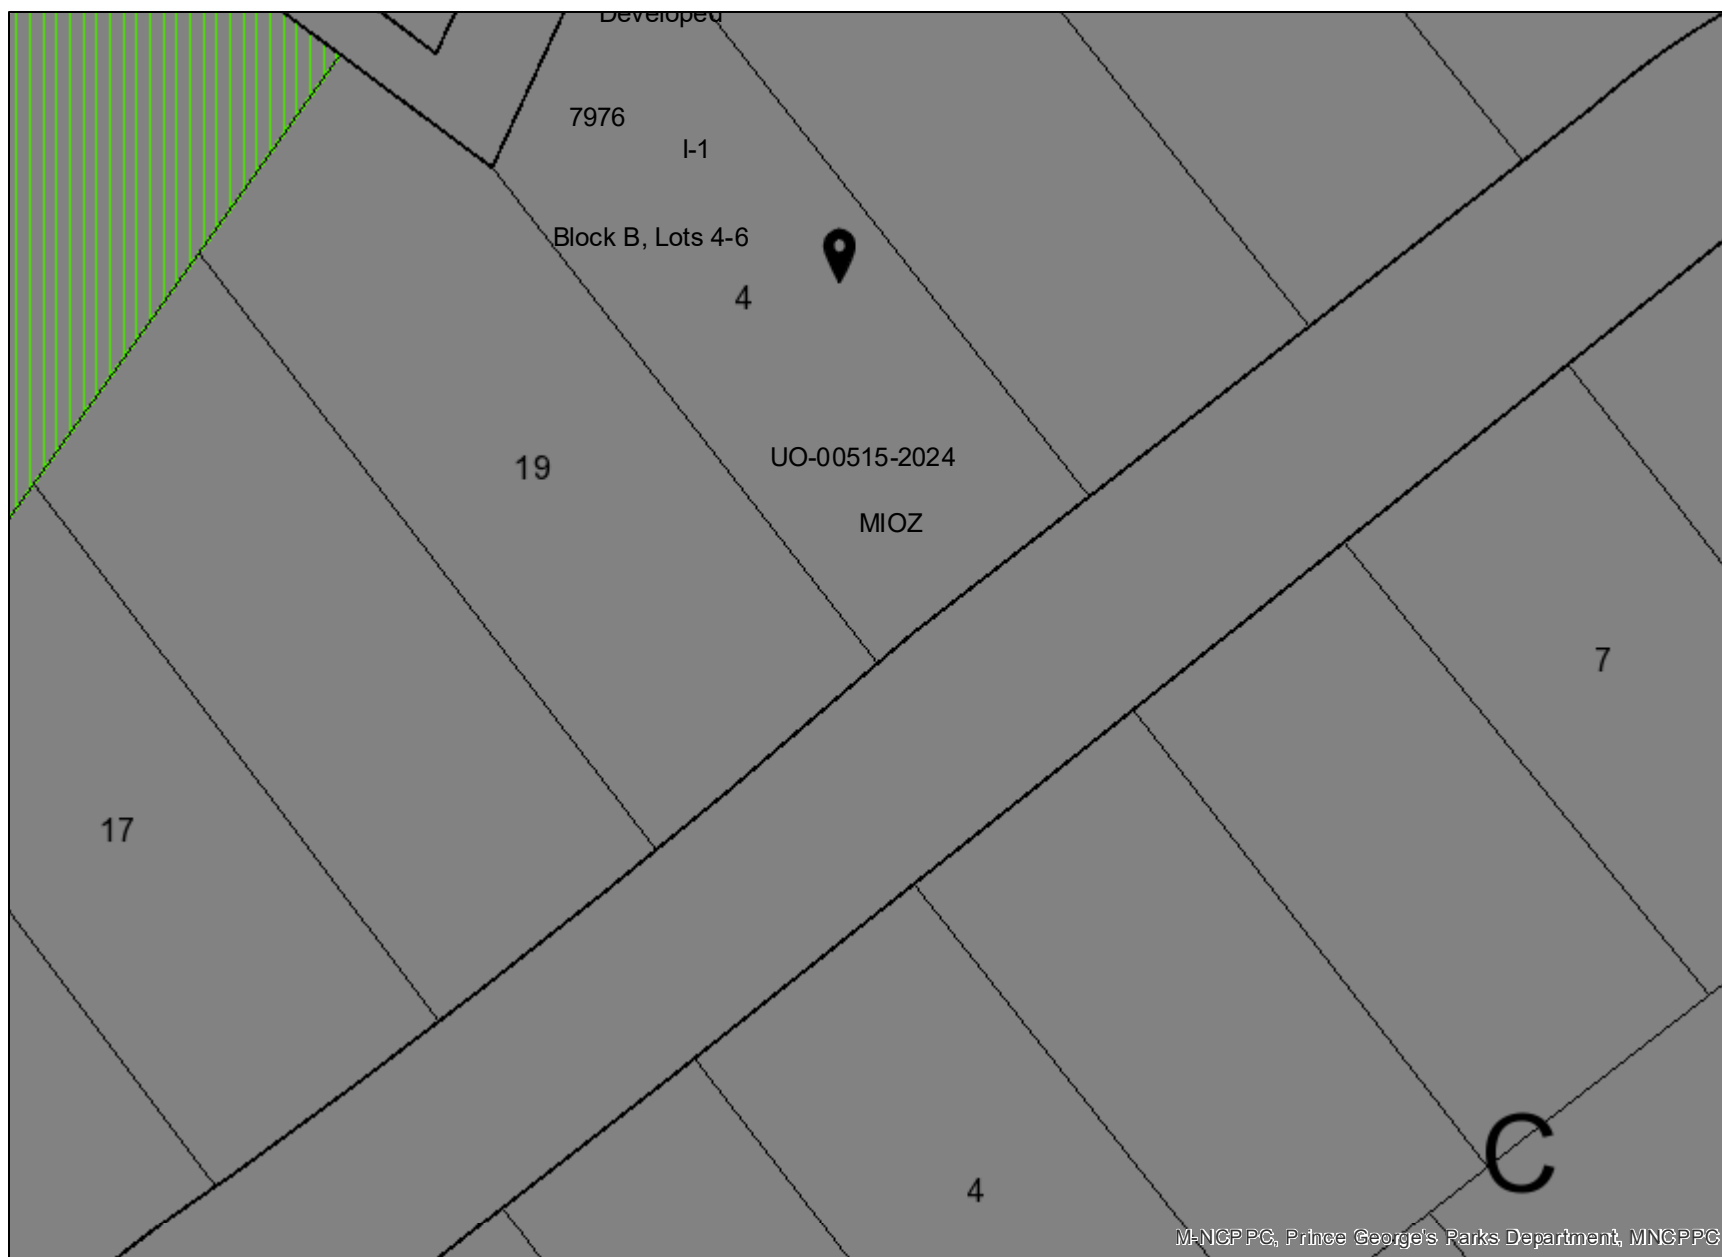 Developed
7976
I-1
Block B, Lots 4-6
4
19
UO-00515-2024
MIOZ
7
17
C
4
M-NCPPC, Prince George's Parks Department, MNCPPC